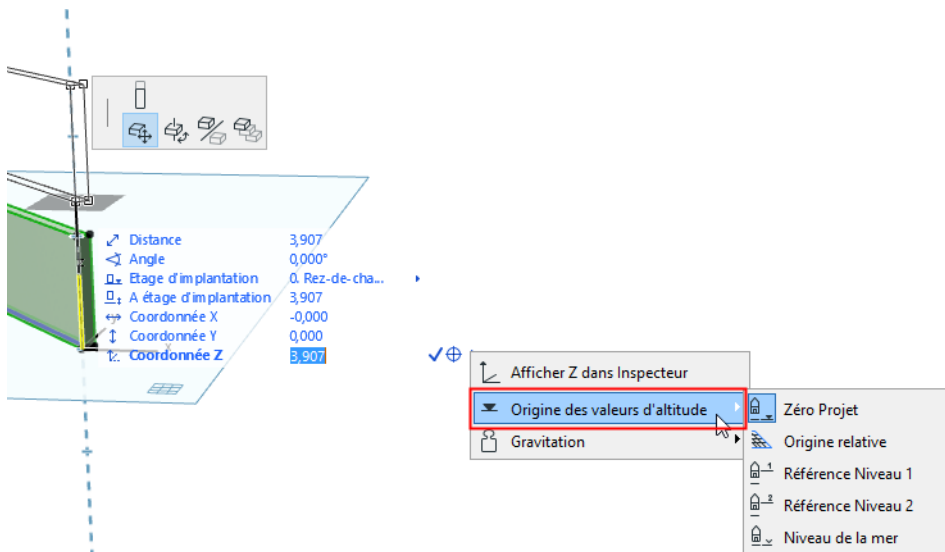 Distance 3,907
Angle 0,000°
Etage d'implantation 0. Rez-de-cha...
A étage d'implantation 3,907
Coordonnée X -0,000
Coordonnée Y 0,000
Coordonnée Z 3,907
x
Afficher Z dans Inspecteur
Origine des valeurs d'altitude
Gravitation
Zéro Projet
Origine relative
1 Référence Niveau 1
2 Référence Niveau 2
Niveau de la mer